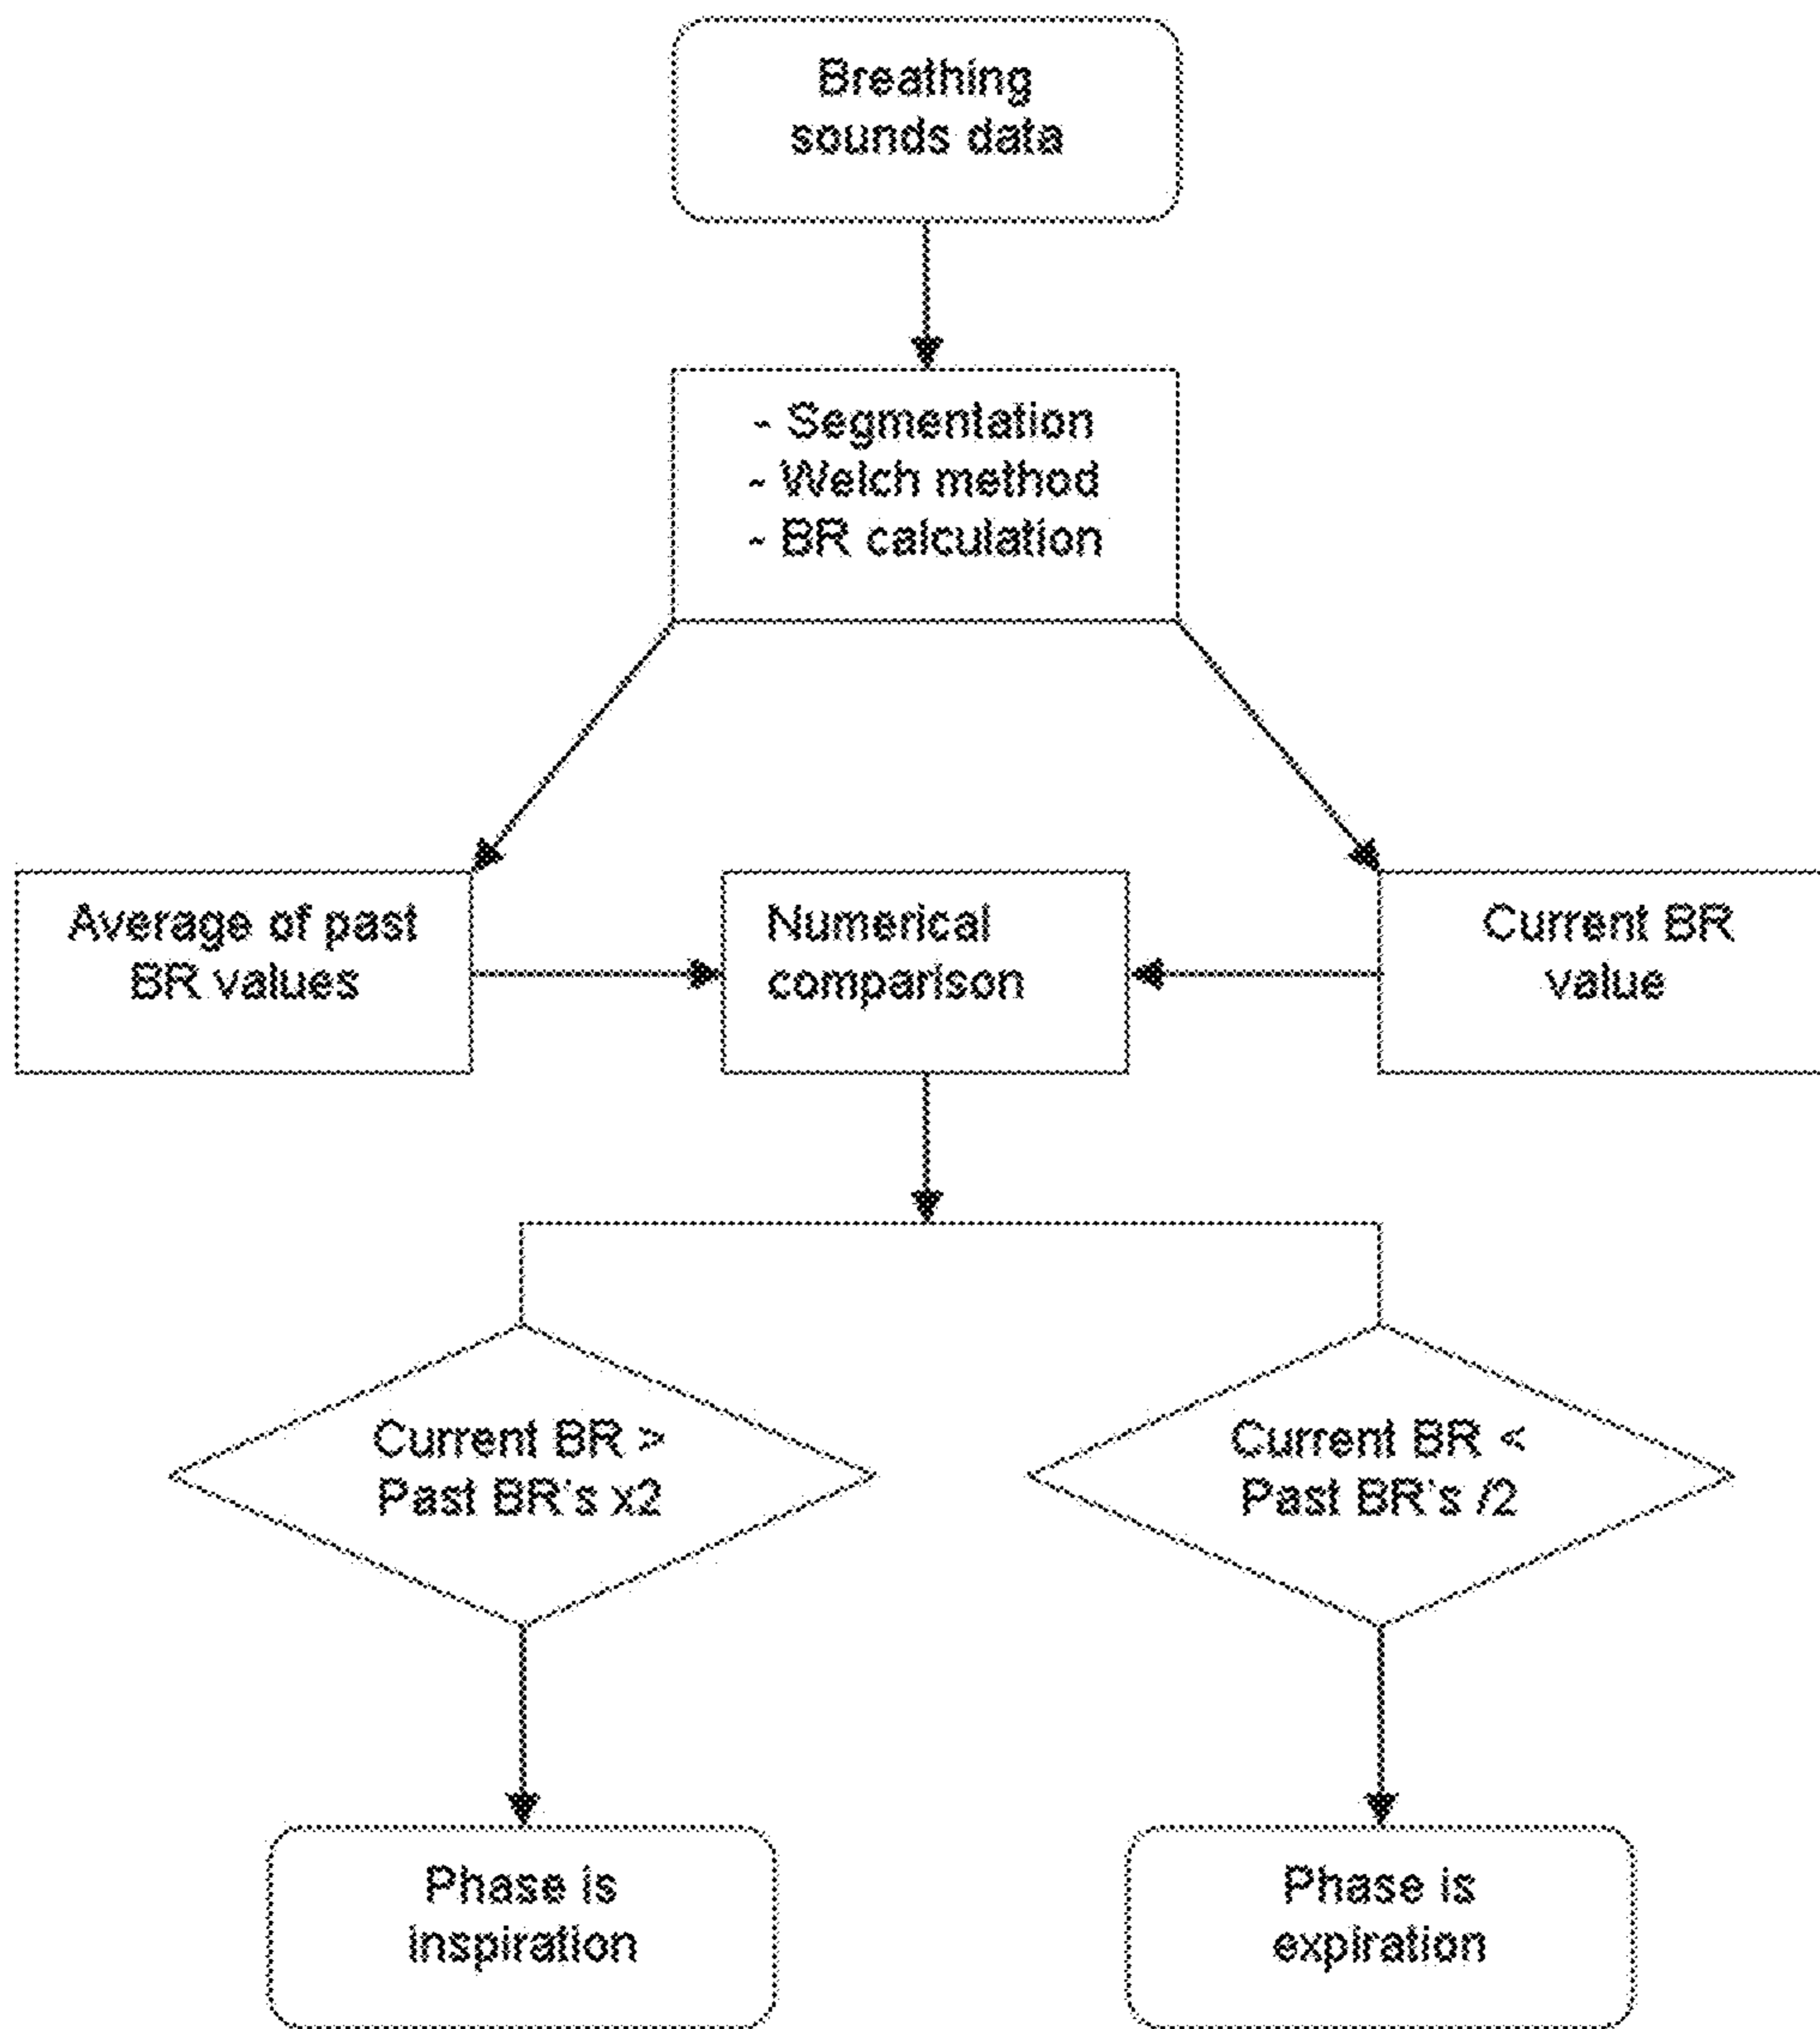 Breathing
sounds data
- Segmentation
- Welch method
- BR calculation
Average of past
BR values
Numerical
comparison
Current BR
value
Current BR >
Past BR's x2
Current BR <
Past BR's /2
Phase is
inspiration
Phase is
expiration